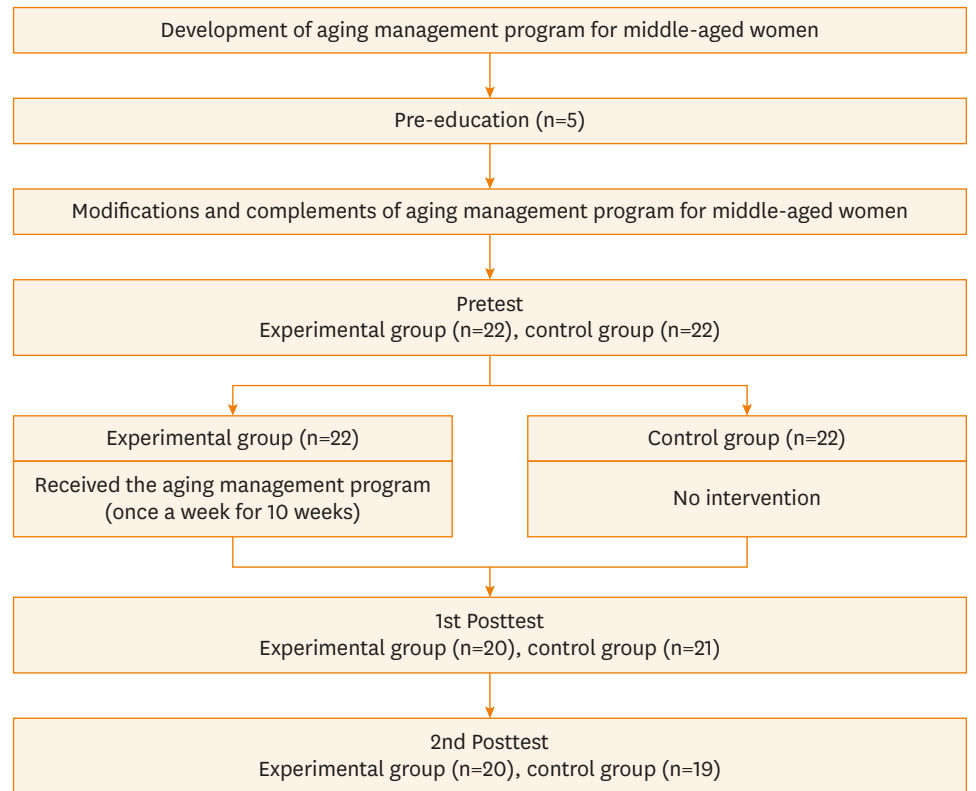 Development of aging management program for middle-aged women
Pre-education (n=5)
Modifications and complements of aging management program for middle-aged women
Pretest
Experimental group (n=22), control group (n=22)
Experimental group (n=22)
Received the aging management program
(once a week for 10 weeks)
Control group (n=22)
No intervention
1st Posttest
Experimental group (n=20), control group (n=21)
2nd Posttest
Experimental group (n=20), control group (n=19)